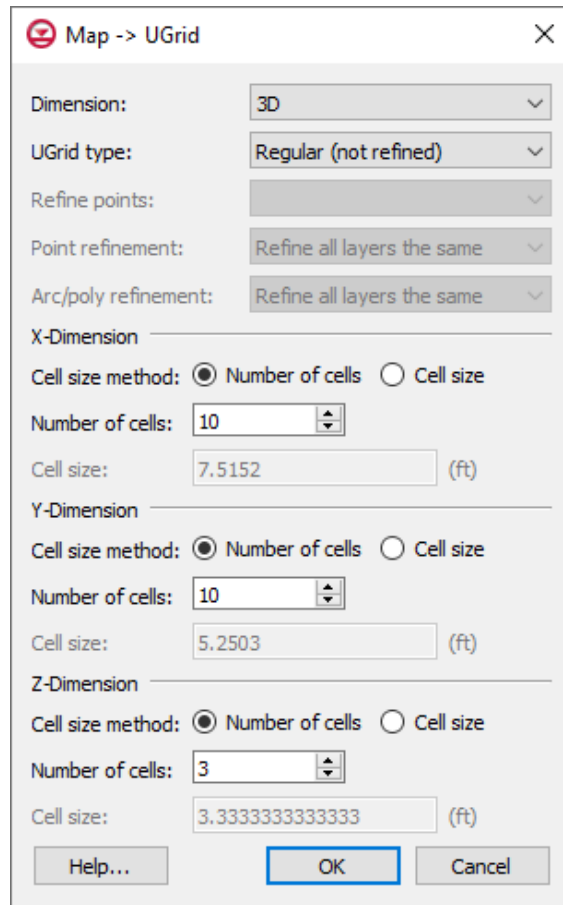 Map -> UGrid
Dimension: 3D
UGrid type: Regular (not refined)
Refine points:
Point refinement: Refine all layers the same
Arc/poly refinement: Refine all layers the same
X-Dimension
Cell size method: Number of cells Cell size
Number of cells: 10
Cell size: 7.5152 (ft)
Y-Dimension
Cell size method: Number of cells Cell size
Number of cells: 10
Cell size: 5.2503 (ft)
Z-Dimension
Cell size method: Number of cells Cell size
Number of cells: 3
Cell size: 3.3333333333333 (ft)
Help... OK Cancel